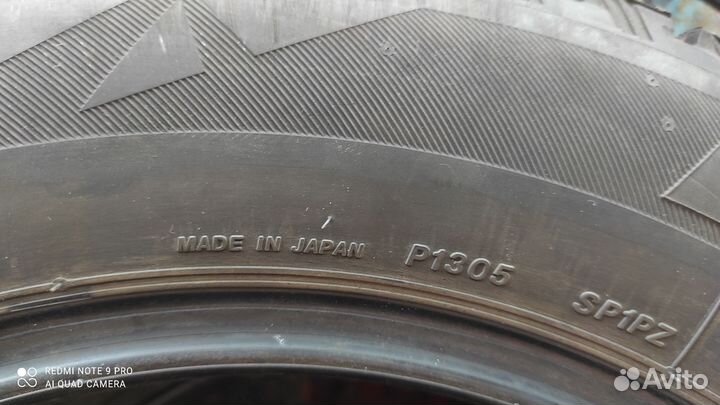 MADE IN JAPAN P1305 SP1PZ
REDMI NOTE 9 PRO
AI QUAD CAMERA
Avito